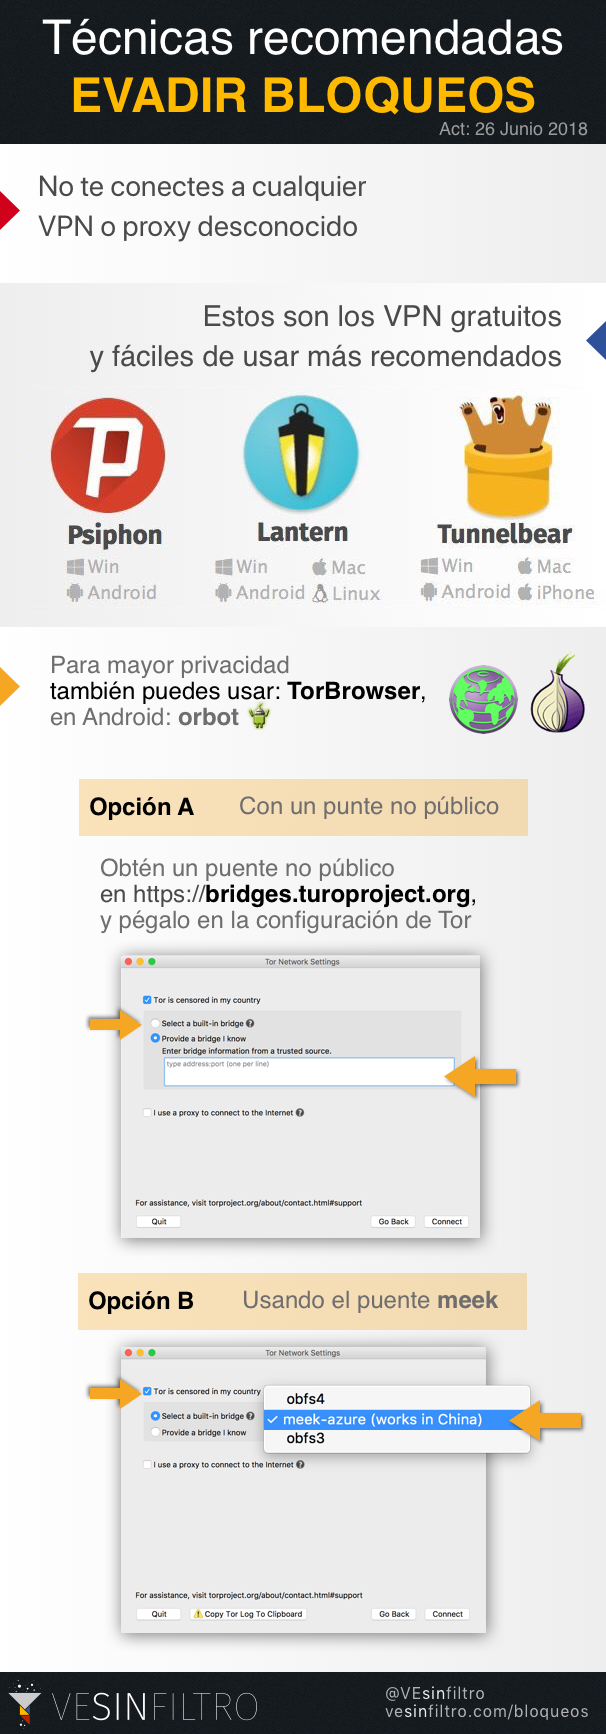 Técnicas recomendadas
EVADIR BLOQUEOS
Act: 26 Junio 2018
No te conectes a cualquier
VPN o proxy desconocido
Estos son los VPN gratuitos
y fáciles de usar más recomendados
Psiphon
Win
Android
Lantern
Win Mac
Android Linux
Tunnelbear
Win Mac
Android iPhone
Para mayor privacidad
también puedes usar: TorBrowser,
en Android: orbot
Opción A Con un punte no público
Obtén un puente no público
en https://bridges.turoproject.org,
y pégalo en la configuración de Tor
Tor Network Settings
Tor is censored in my country
Select a built-in bridge ?
Provide a bridge I know
Enter bridge information from a trusted source.
type address:port (one per line)
I use a proxy to connect to the Internet ?
For assistance, visit torproject.org/about/contact.html#support
Quit Go Back Connect
Opción B Usando el puente meek
Tor Network Settings
Tor is censored in my country
obfs4
Select a built-in bridge ?
✓ meek-azure (works in China)
Provide a bridge I know
obfs3
I use a proxy to connect to the Internet ?
For assistance, visit torproject.org/about/contact.html#support
Quit Copy Tor Log To Clipboard Go Back Connect
VESINFILTRO
@VEsinfiltro
vesinfiltro.com/bloqueos